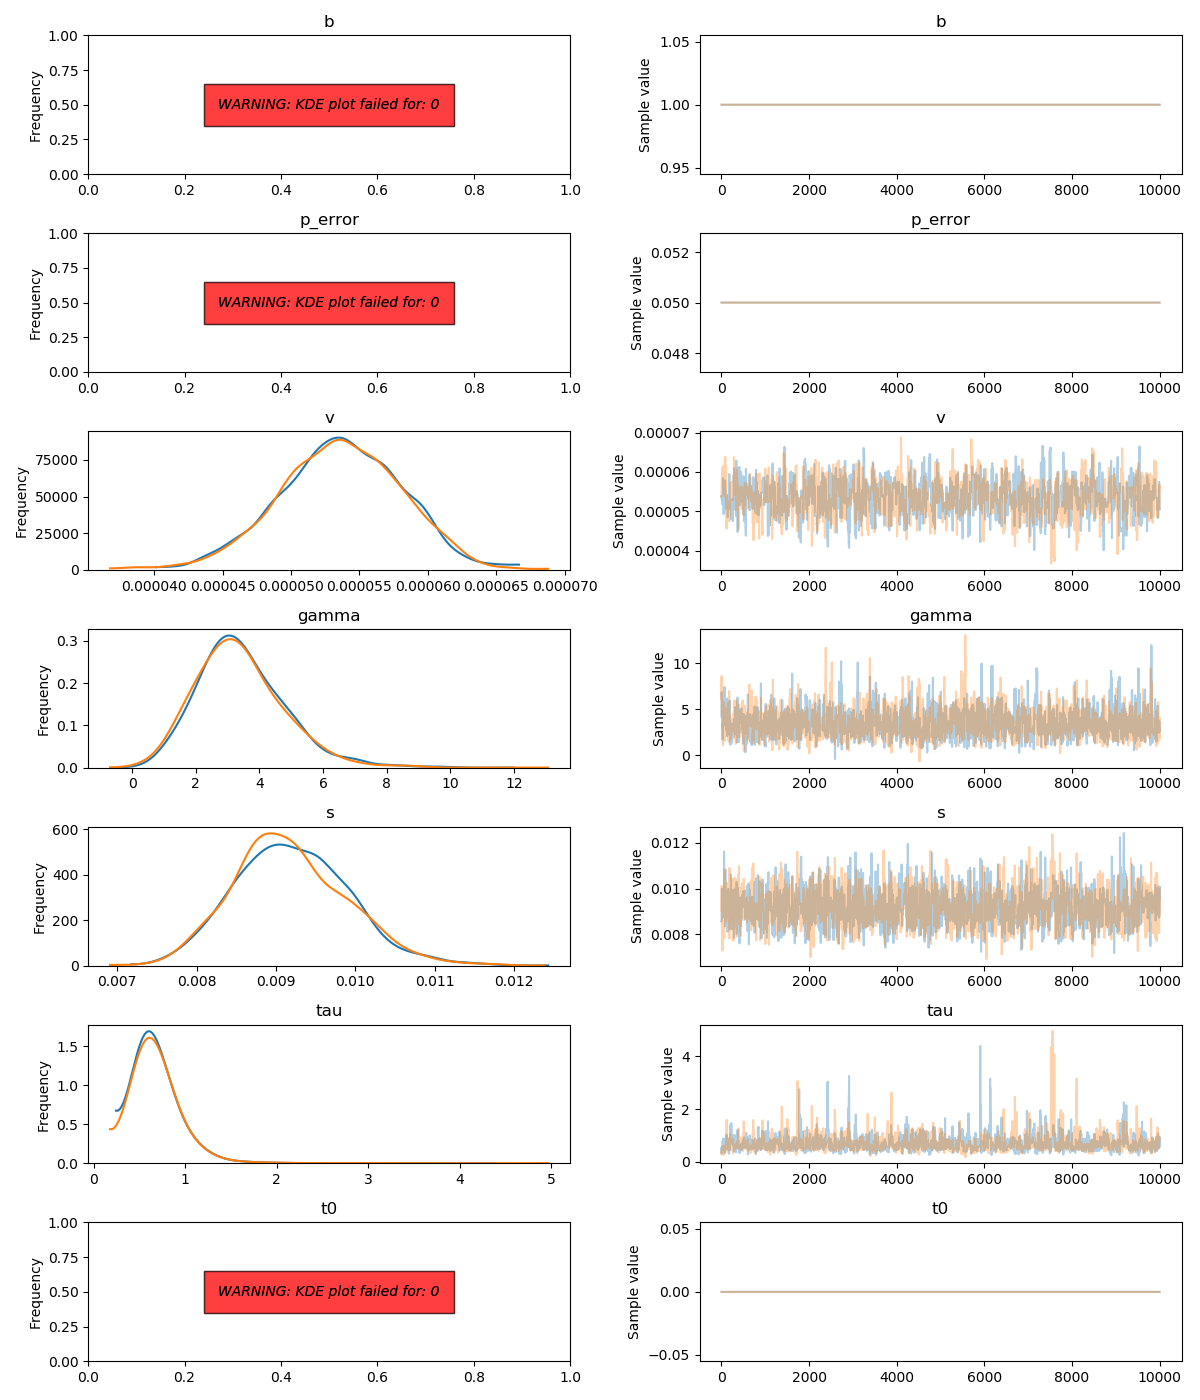 b
1.00
0.75
0.50
0.25
0.00
Frequency
WARNING: KDE plot failed for: 0
0.0 0.2 0.4 0.6 0.8 1.0
b
1.05
1.00
0.95
Sample value
0 2000 4000 6000 8000 10000
p_error
1.00
0.75
0.50
0.25
0.00
Frequency
WARNING: KDE plot failed for: 0
0.0 0.2 0.4 0.6 0.8 1.0
p_error
0.052
0.050
0.048
Sample value
0 2000 4000 6000 8000 10000
v
75000
50000
25000
0
Frequency
0.000040 0.000045 0.000050 0.000055 0.000060 0.000065 0.000070
v
0.00007
0.00006
0.00005
0.00004
Sample value
0 2000 4000 6000 8000 10000
gamma
0.3
0.2
0.1
0.0
Frequency
0 2 4 6 8 10 12
gamma
10
5
0
Sample value
0 2000 4000 6000 8000 10000
s
600
400
200
0
Frequency
0.007 0.008 0.009 0.010 0.011 0.012
s
0.012
0.010
0.008
Sample value
0 2000 4000 6000 8000 10000
tau
1.5
1.0
0.5
0.0
Frequency
0 1 2 3 4 5
tau
4
2
0
Sample value
0 2000 4000 6000 8000 10000
t0
1.00
0.75
0.50
0.25
0.00
Frequency
WARNING: KDE plot failed for: 0
0.0 0.2 0.4 0.6 0.8 1.0
t0
0.05
0.00
−0.05
Sample value
0 2000 4000 6000 8000 10000